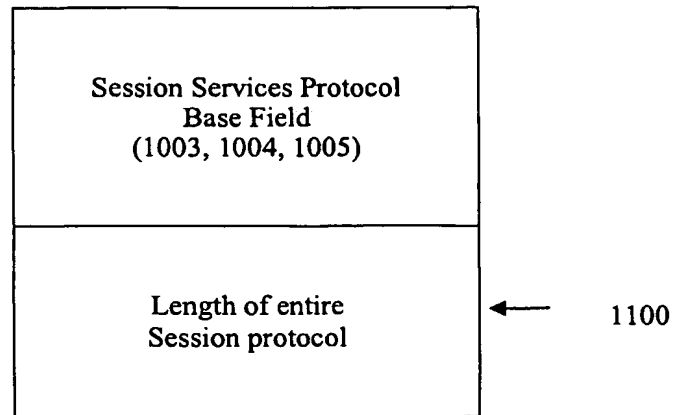 Session Services Protocol
Base Field
(1003, 1004, 1005)
Length of entire
Session protocol
1100